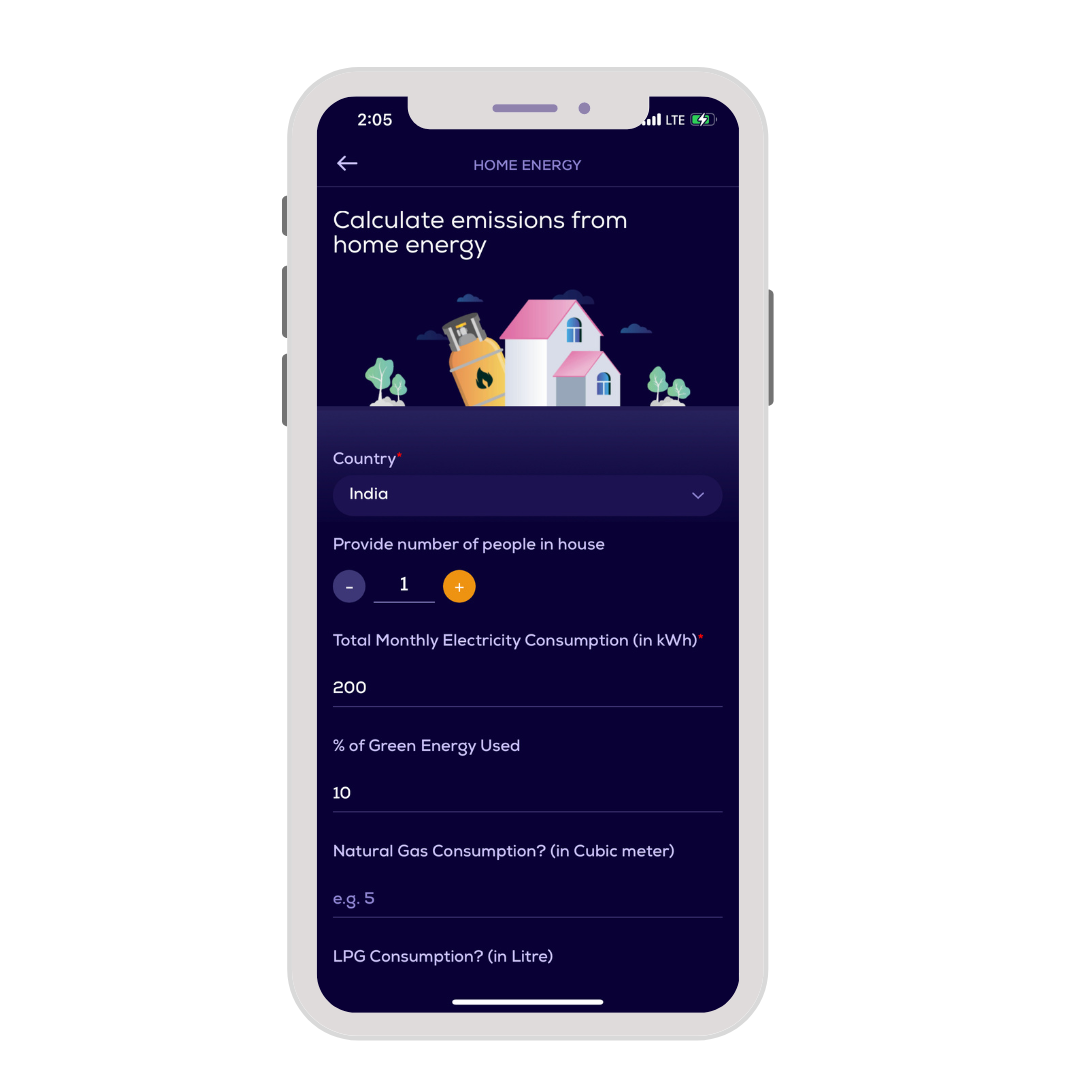 2:05 LTE
HOME ENERGY
Calculate emissions from
home energy
Country*
India
Provide number of people in house
- 1 +
Total Monthly Electricity Consumption (in kWh)*
200
% of Green Energy Used
10
Natural Gas Consumption? (in Cubic meter)
e.g. 5
LPG Consumption? (in Litre)